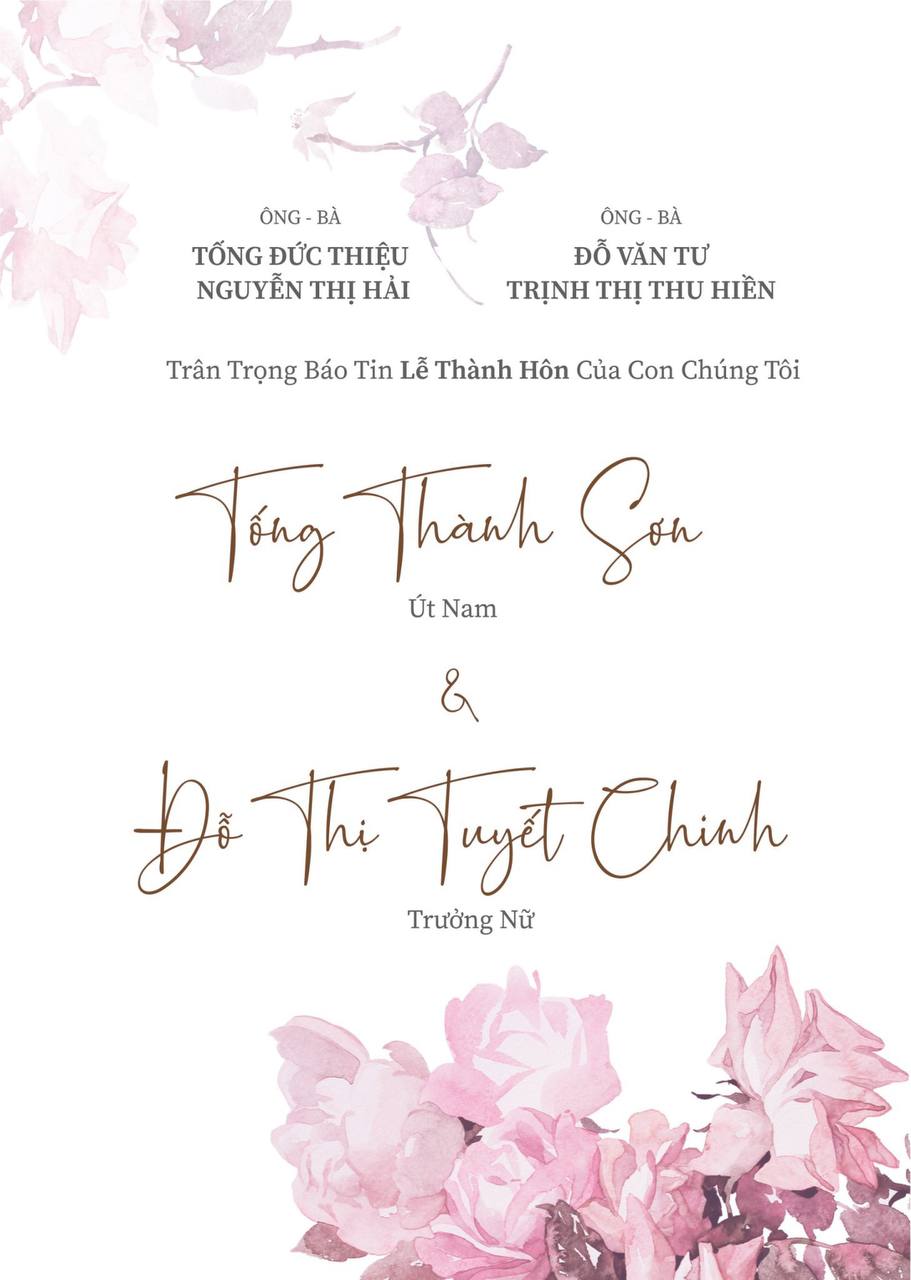 ÔNG - BÀ
TỐNG ĐỨC THIỆU
NGUYỄN THỊ HẢI
ÔNG - BÀ
ĐỖ VĂN TƯ
TRỊNH THỊ THU HIỀN
Trân Trọng Báo Tin Lễ Thành Hôn Của Con Chúng Tôi
Tống Thành Sơn
Út Nam
&
Đỗ Thị Tuyết Chinh
Trưởng Nữ